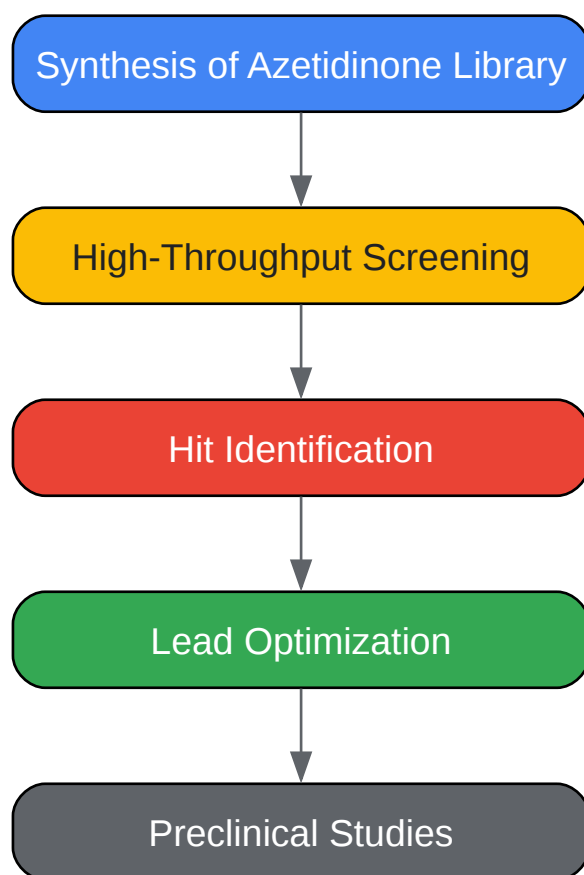 Synthesis of Azetidinone Library
High-Throughput Screening
Hit Identification
Lead Optimization
Preclinical Studies